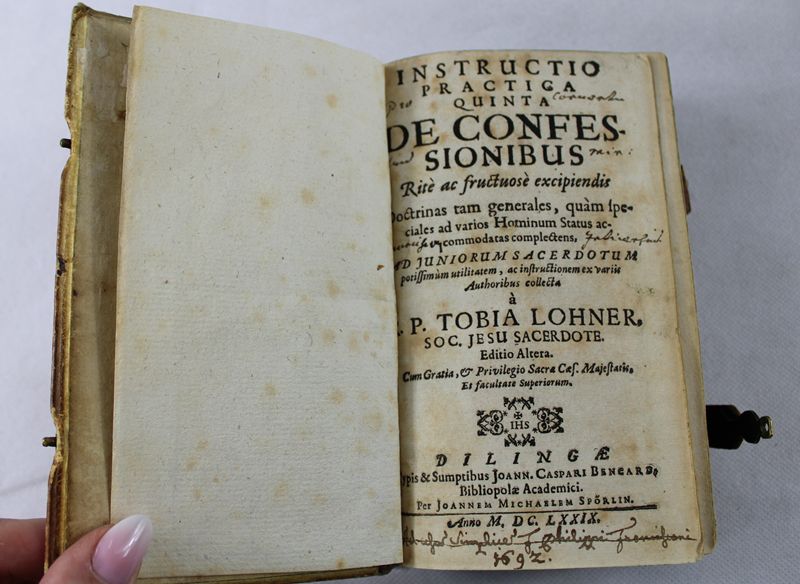 INSTRUCTIO
PRACTICA
QUINTA
DE CONFES-
SIONIBUS
Ritè ac fructuosè excipiendis
Doctrinas tam generales, quàm spe-
ciales ad varios Hominum Status ac-
commodatas complectens,
AD JUNIORUM SACERDOTUM
potissimùm utilitatem, ac instructionem ex variis
Authoribus collecta
à
P. TOBIA LOHNER,
SOC. JESU SACERDOTE.
Editio Altera.
Cum Gratia, & Privilegio Sacræ Cæs. Majestatis,
Et facultate Superiorum.
IHS
DILINGÆ
Typis & Sumptibus JOANN. CASPARI BENCARD,
Bibliopolæ Academici.
Per JOANNEM MICHAELEM SPÖRLIN.
Anno M. DC. LXXIX.
Philippi
1692.